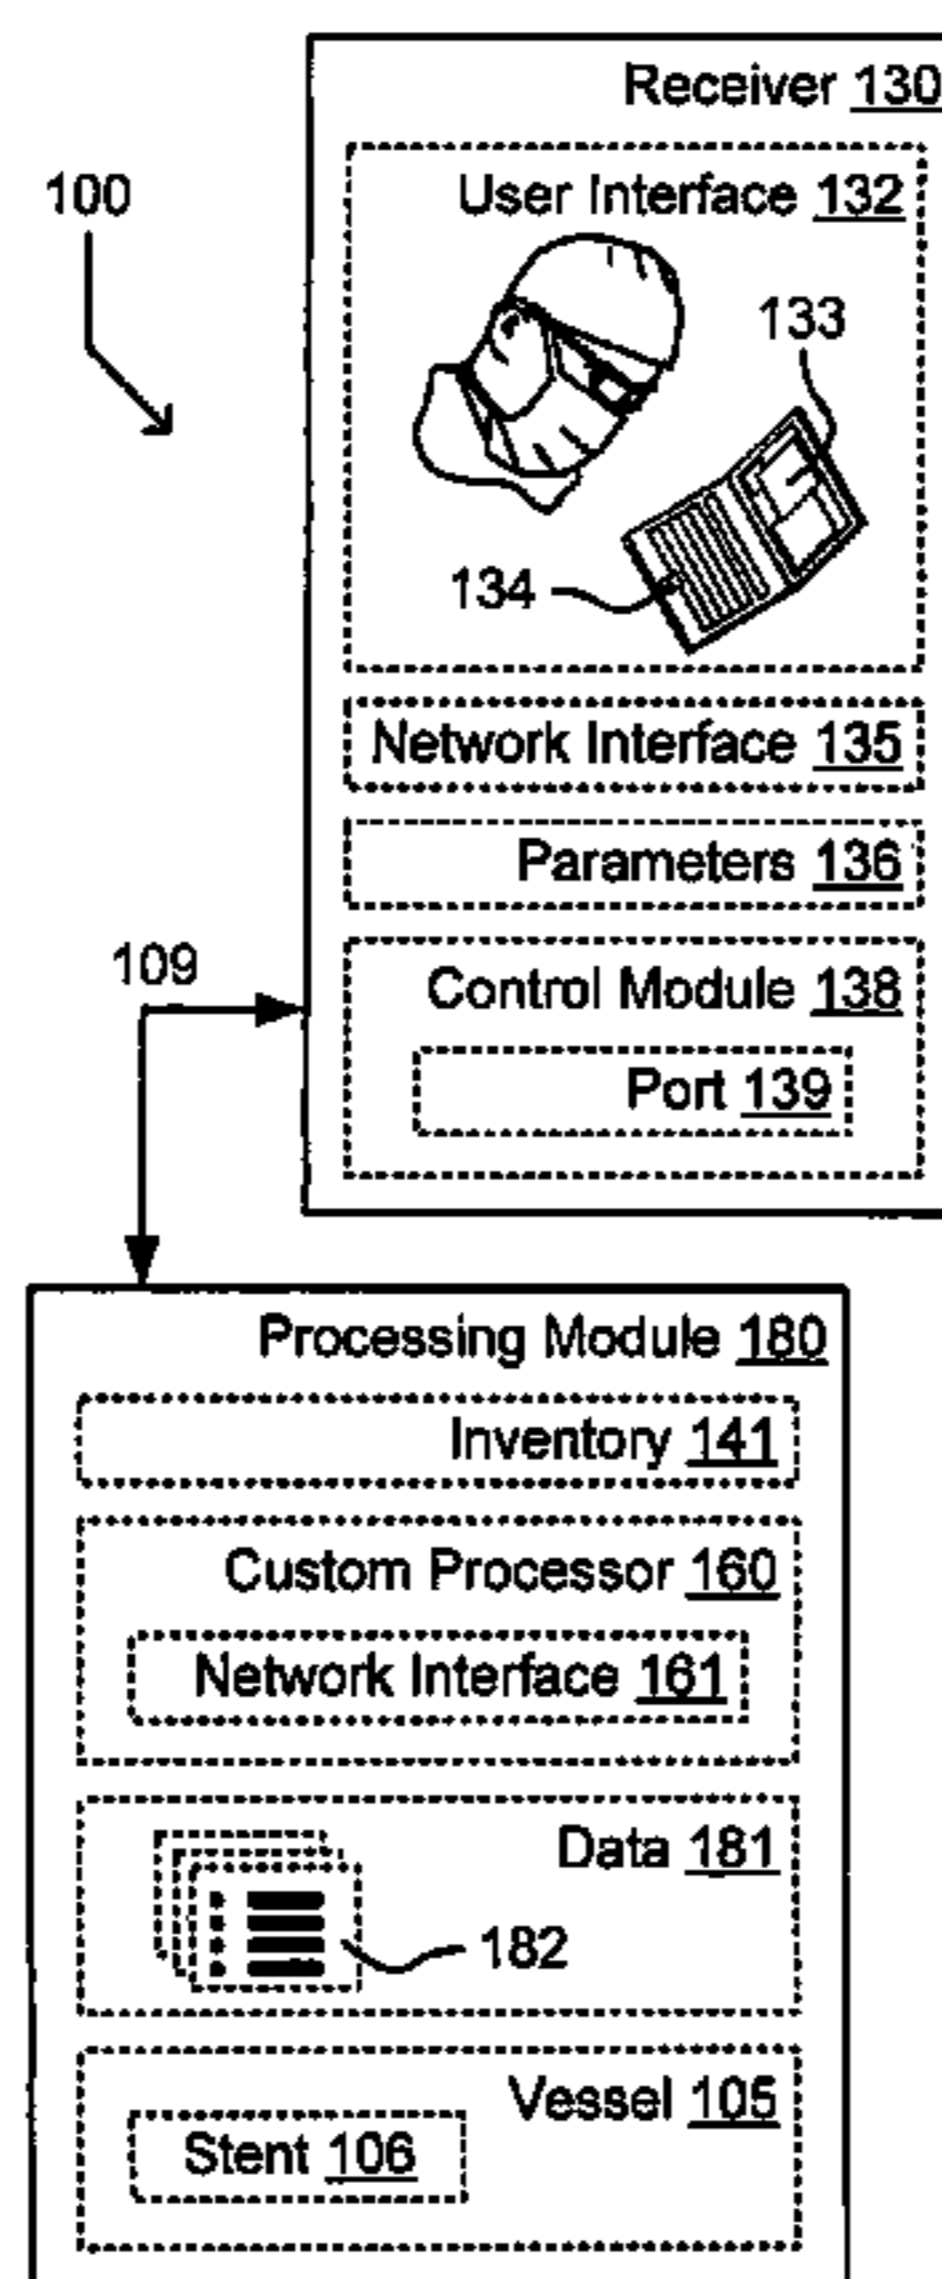 Receiver 130
100
User Interface 132
133
134
Network Interface 135
Parameters 136
109
Control Module 138
Port 139
Processing Module 180
Inventory 141
Custom Processor 160
Network Interface 161
Data 181
182
Vessel 105
Stent 106